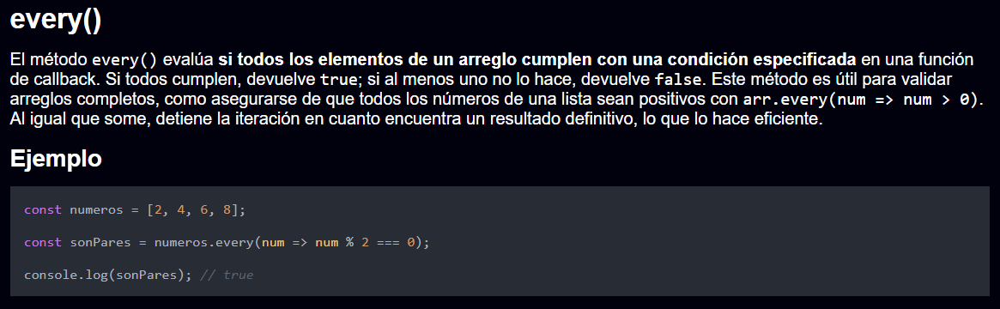 every()
El método every() evalúa si todos los elementos de un arreglo cumplen con una condición especificada en una función
de callback. Si todos cumplen, devuelve true; si al menos uno no lo hace, devuelve false. Este método es útil para validar
arreglos completos, como asegurarse de que todos los números de una lista sean positivos con arr.every(num => num > 0).
Al igual que some, detiene la iteración en cuanto encuentra un resultado definitivo, lo que lo hace eficiente.
Ejemplo
const numeros = [2, 4, 6, 8];
const sonPares = numeros.every(num => num % 2 === 0);
console.log(sonPares); // true